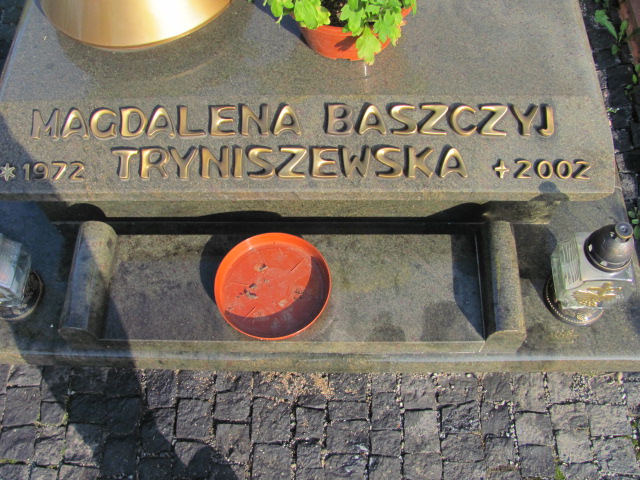 MAGDALENA BASZCZYJ
*1972 TRYNISZEWSKA +2002